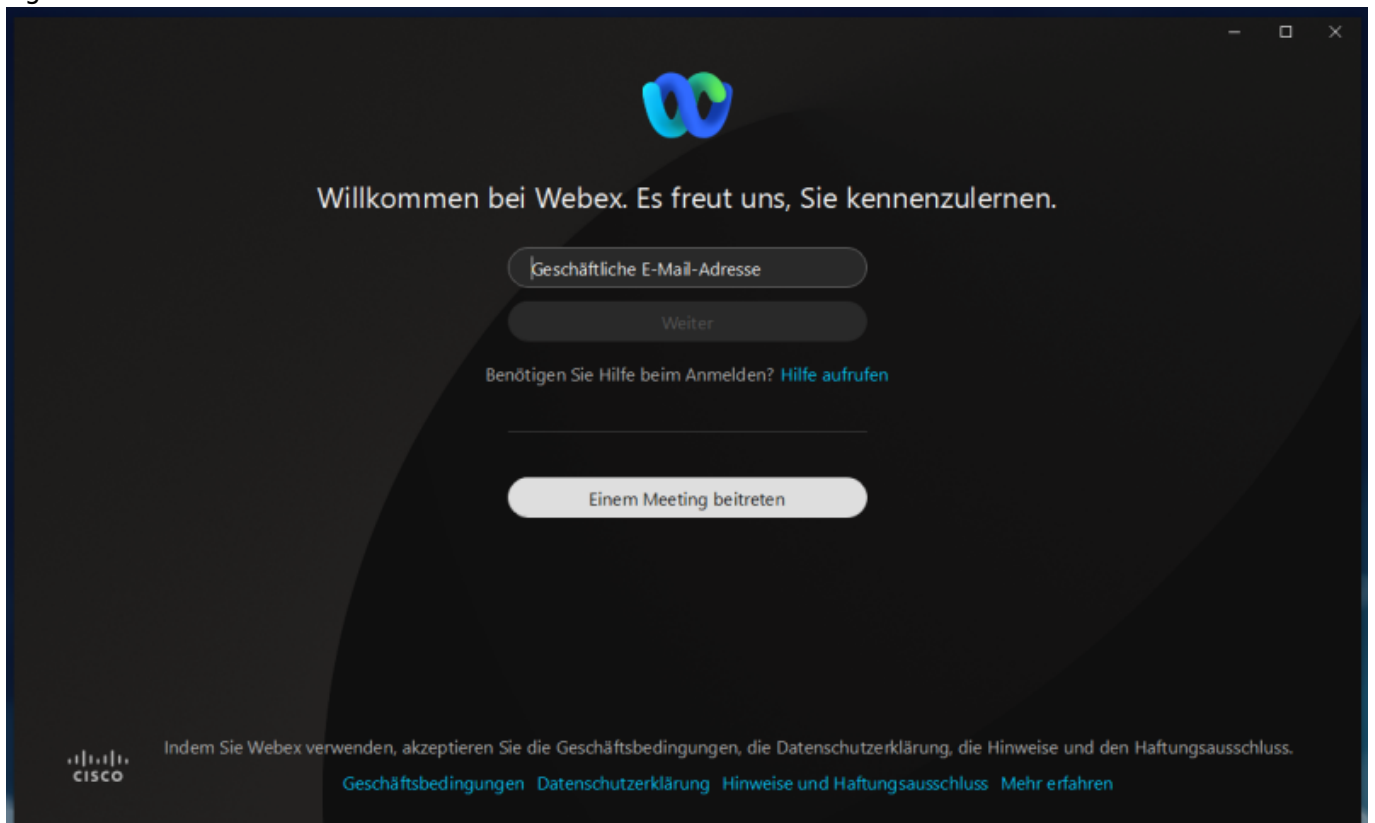 Willkommen bei Webex. Es freut uns, Sie kennenzulernen.
Geschäftliche E-Mail-Adresse
Weiter
Benötigen Sie Hilfe beim Anmelden? Hilfe aufrufen
Einem Meeting beitreten
Indem Sie Webex verwenden, akzeptieren Sie die Geschäftsbedingungen, die Datenschutzerklärung, die Hinweise und den Haftungsausschluss.
CISCO
Geschäftsbedingungen Datenschutzerklärung Hinweise und Haftungsausschluss Mehr erfahren